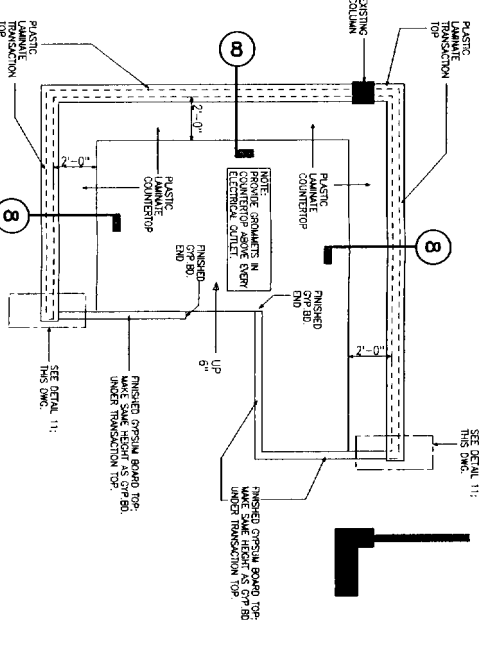 PLASTIC
LAMINATE
TRANSACTION
TOP
EXISTING
COLUMN
PLASTIC
LAMINATE
TRANSACTION
TOP
8
2'-0"
PLASTIC
LAMINATE
COUNTERTOP
NOTE:
PROVIDE GROMMETS IN
COUNTERTOP ABOVE EVERY
ELECTRICAL OUTLET.
PLASTIC
LAMINATE
COUNTERTOP
8
2'-0"
8
FINISHED
GYP.BD.
END
FINISHED
GYP.BD.
END
UP
6"
2'-0"
SEE DETAIL 11;
THIS DWG.
SEE DETAIL 11;
THIS DWG.
FINISHED GYPSUM BOARD TOP;
MAKE SAME HEIGHT AS GYP.BD.
UNDER TRANSACTION TOP.
FINISHED GYPSUM BOARD TOP;
MAKE SAME HEIGHT AS GYP.BD
UNDER TRANSACTION TOP.